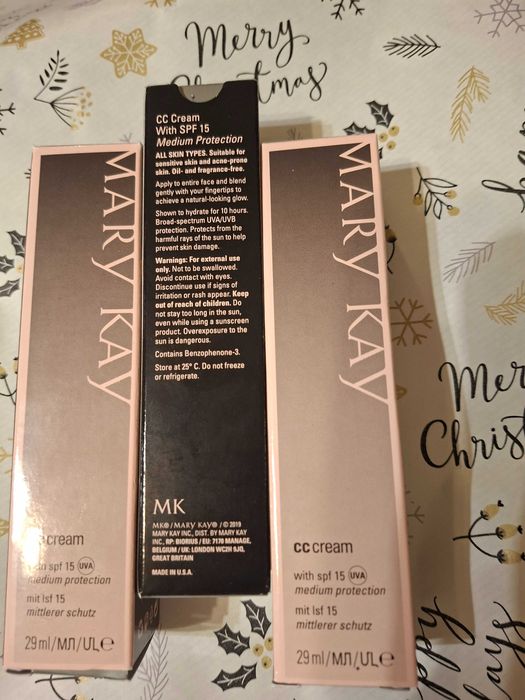 Merry
Christmas
MARY KAY
cc cream
with spf 15 UVA
medium protection
mit lsf 15
mittlerer schutz
29 ml/МЛ/ULe
CC Cream
With SPF 15
Medium Protection
ALL SKIN TYPES. Suitable for
sensitive skin and acne-prone
skin. Oil- and fragrance-free.
Apply to entire face and blend
gently with your fingertips to
achieve a natural-looking glow.
Shown to hydrate for 10 hours.
Broad-spectrum UVA/UVB
protection. Protects from the
harmful rays of the sun to help
prevent skin damage.
Warnings: For external use
only. Not to be swallowed.
Avoid contact with eyes.
Discontinue use if signs of
irritation or rash appear. Keep
out of reach of children. Do
not stay too long in the sun,
even while using a sunscreen
product. Overexposure to the
sun is dangerous.
Contains Benzophenone-3.
Store at 25° C. Do not freeze
or refrigerate.
MK
MK® / MARY KAY® / © 2019
MARY KAY INC., DIST. BY MARY KAY
INC., RP: BIORIUS / EU: 7170 MANAGE,
BELGIUM / UK: LONDON WC2H 9JQ,
GREAT BRITAIN
MADE IN U.S.A.
MARY KAY
cc cream
with spf 15 UVA
medium protection
mit lsf 15
mittlerer schutz
29 ml/МЛ/ULe
Merry
Christm